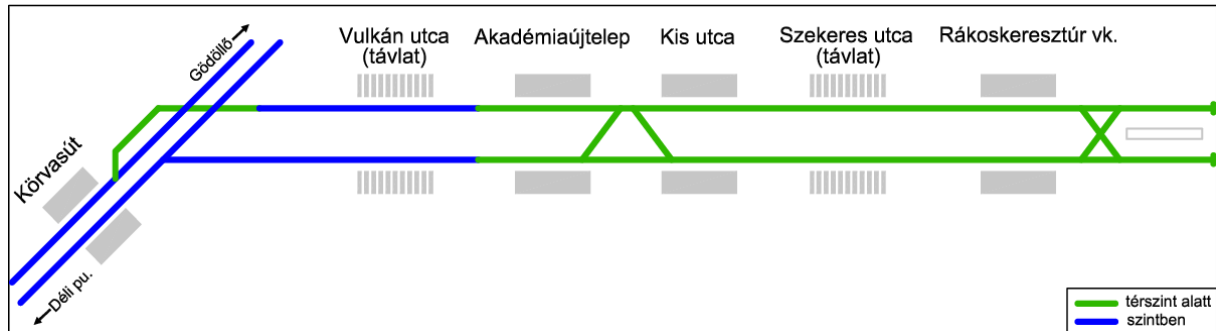 Gödöllő
Vulkán utca
(távlat)
Akadémiaújtelep
Kis utca
Szekeres utca
(távlat)
Rákoskeresztúr vk.
Körvasút
Déli pu.
térszint alatt
szintben